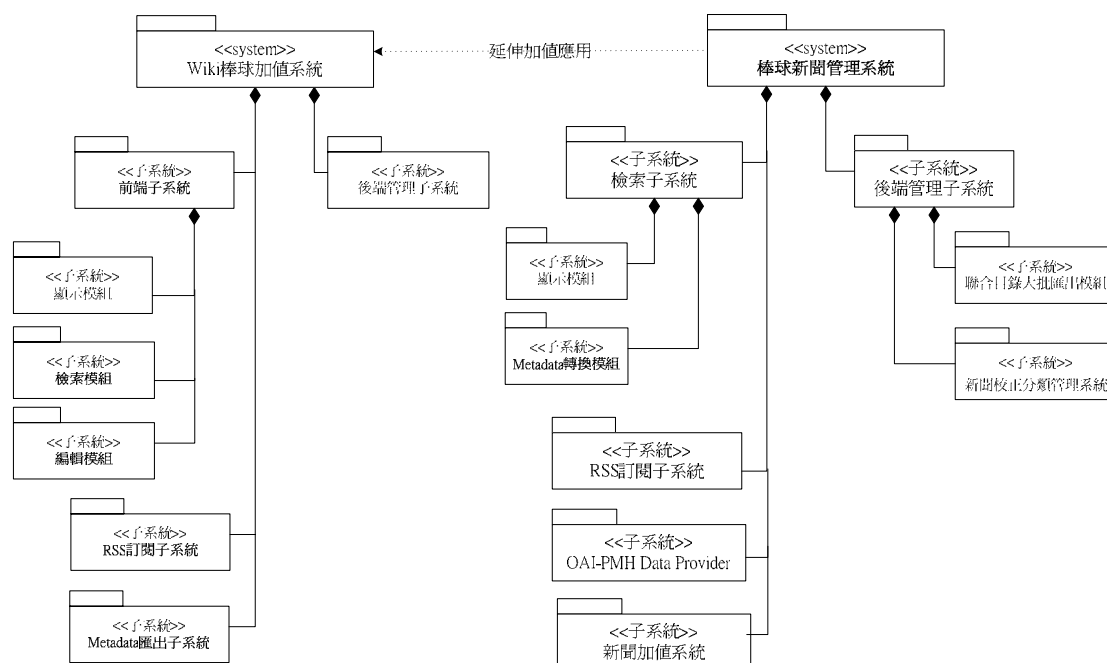 <<system>>
Wiki棒球加值系統
延伸加值應用
<<system>>
棒球新聞管理系統
<<子系統>>
前端子系統
<<子系統>>
後端管理子系統
<<子系統>>
顯示模組
<<子系統>>
檢索模組
<<子系統>>
編輯模組
<<子系統>>
RSS訂閱子系統
<<子系統>>
Metadata匯出子系統
<<子系統>>
檢索子系統
<<子系統>>
後端管理子系統
<<子系統>>
顯示模組
<<子系統>>
Metadata轉換模組
<<子系統>>
聯合目錄大批匯出模組
<<子系統>>
新聞校正分類管理系統
<<子系統>>
RSS訂閱子系統
<<子系統>>
OAI-PMH Data Provider
<<子系統>>
新聞加值系統